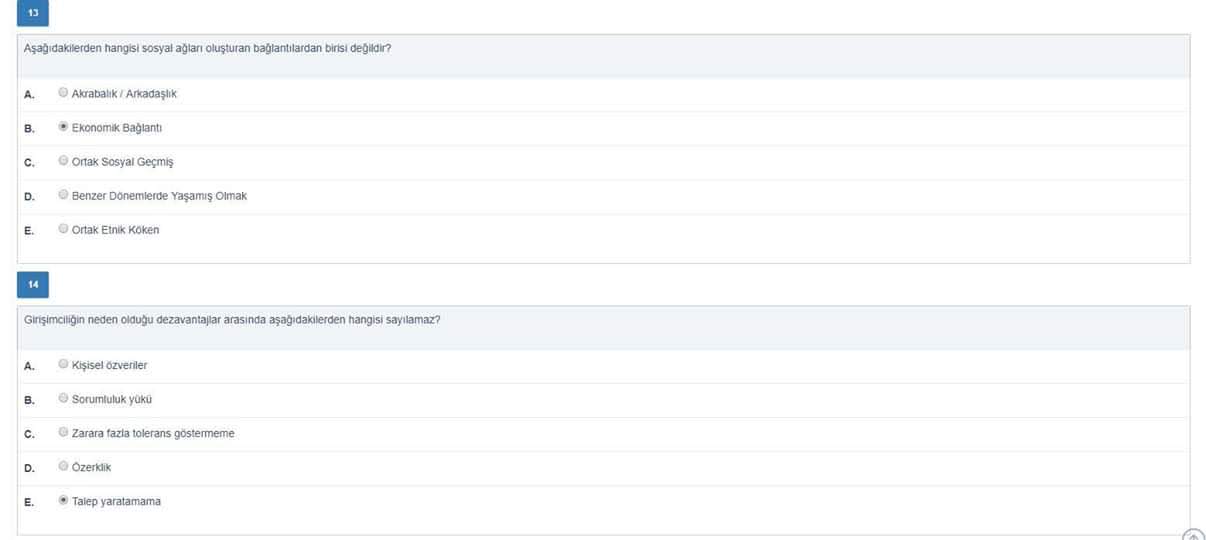 13
Aşağıdakilerden hangisi sosyal ağları oluşturan bağlantılardan birisi değildir?
A. Akrabalık / Arkadaşlık
B. Ekonomik Bağlantı
C. Ortak Sosyal Geçmiş
D. Benzer Dönemlerde Yaşamış Olmak
E. Ortak Etnik Köken
14
Girişimciliğin neden olduğu dezavantajlar arasında aşağıdakilerden hangisi sayılamaz?
A. Kişisel özveriler
B. Sorumluluk yükü
C. Zarara fazla tolerans göstermeme
D. Özerklik
E. Talep yaratamama